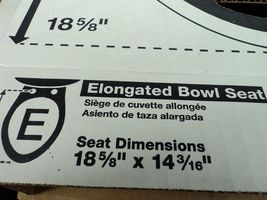 18 5/8"
Elongated Bowl Seat
Siège de cuvette allongée
Asiento de taza alargada
E
Seat Dimensions
18 5/8" x 14 3/16"